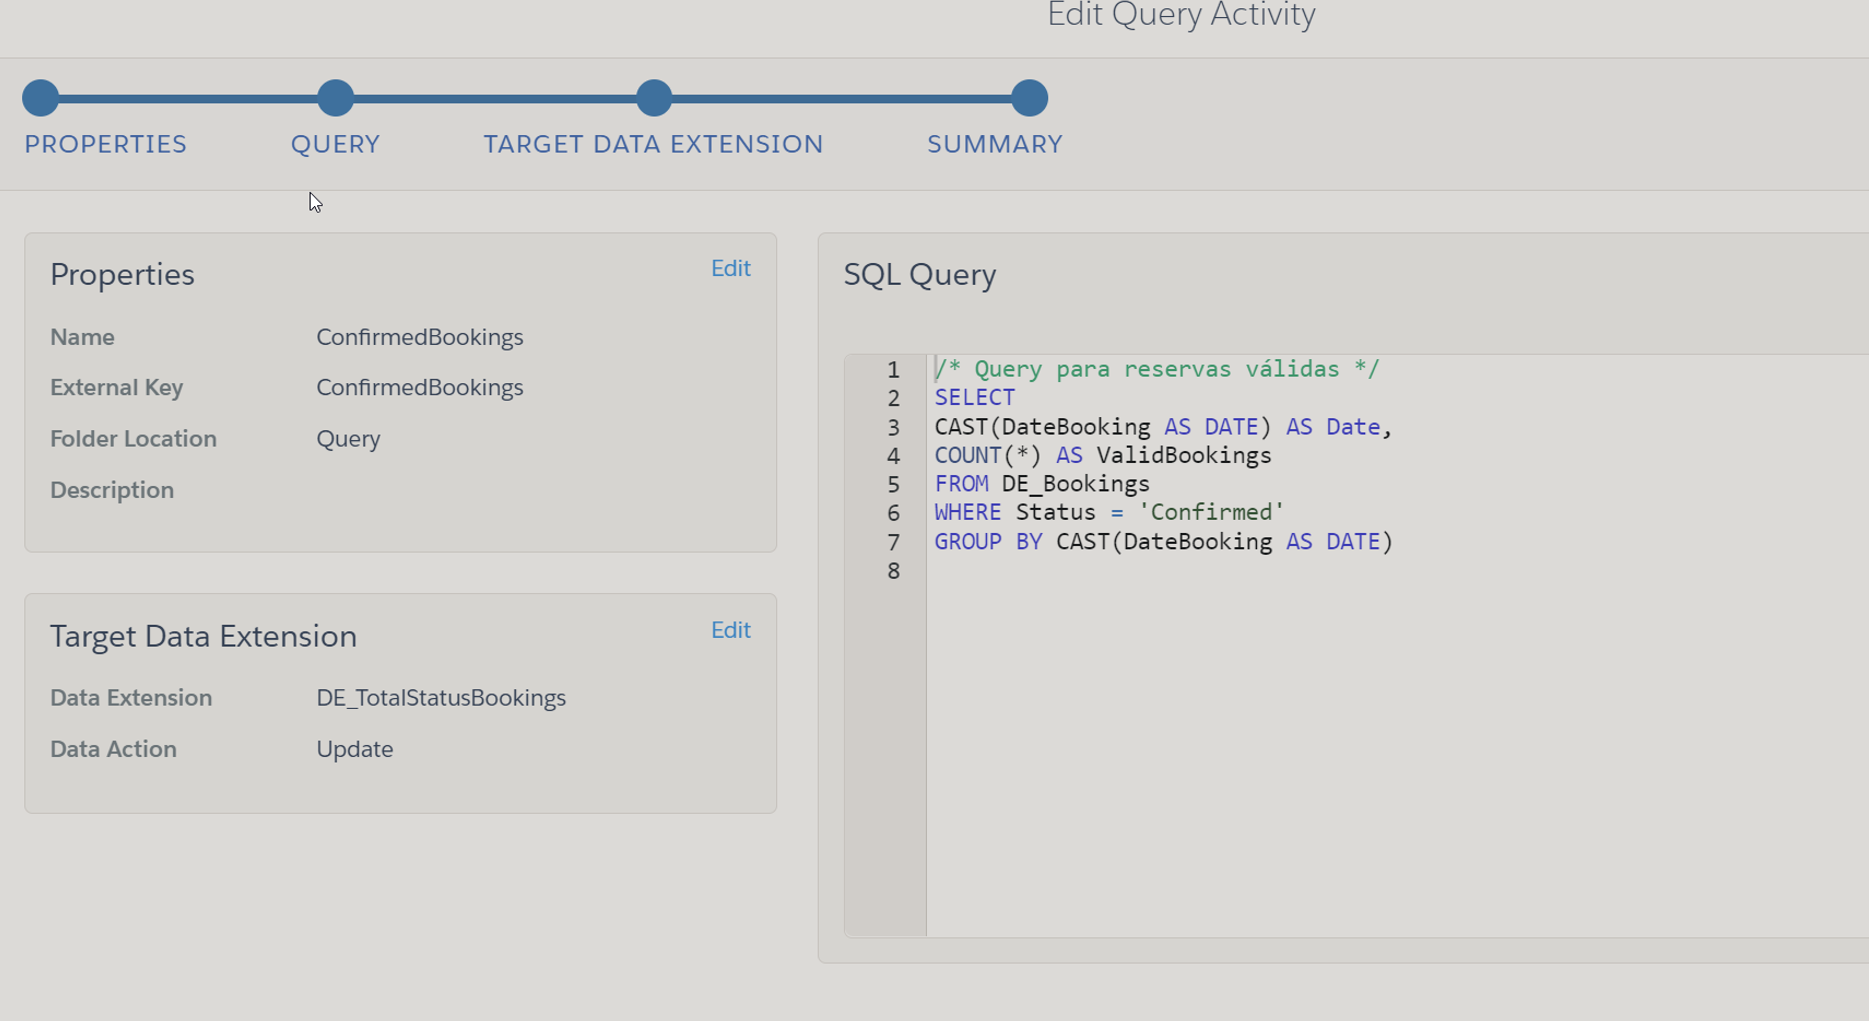 Edit Query Activity
PROPERTIES
QUERY
TARGET DATA EXTENSION
SUMMARY
Properties
Edit
Name
ConfirmedBookings
External Key
ConfirmedBookings
Folder Location
Query
Description
Target Data Extension
Edit
Data Extension
DE_TotalStatusBookings
Data Action
Update
SQL Query
1 /* Query para reservas válidas */
2 SELECT
3 CAST(DateBooking AS DATE) AS Date,
4 COUNT(*) AS ValidBookings
5 FROM DE_Bookings
6 WHERE Status = 'Confirmed'
7 GROUP BY CAST(DateBooking AS DATE)
8